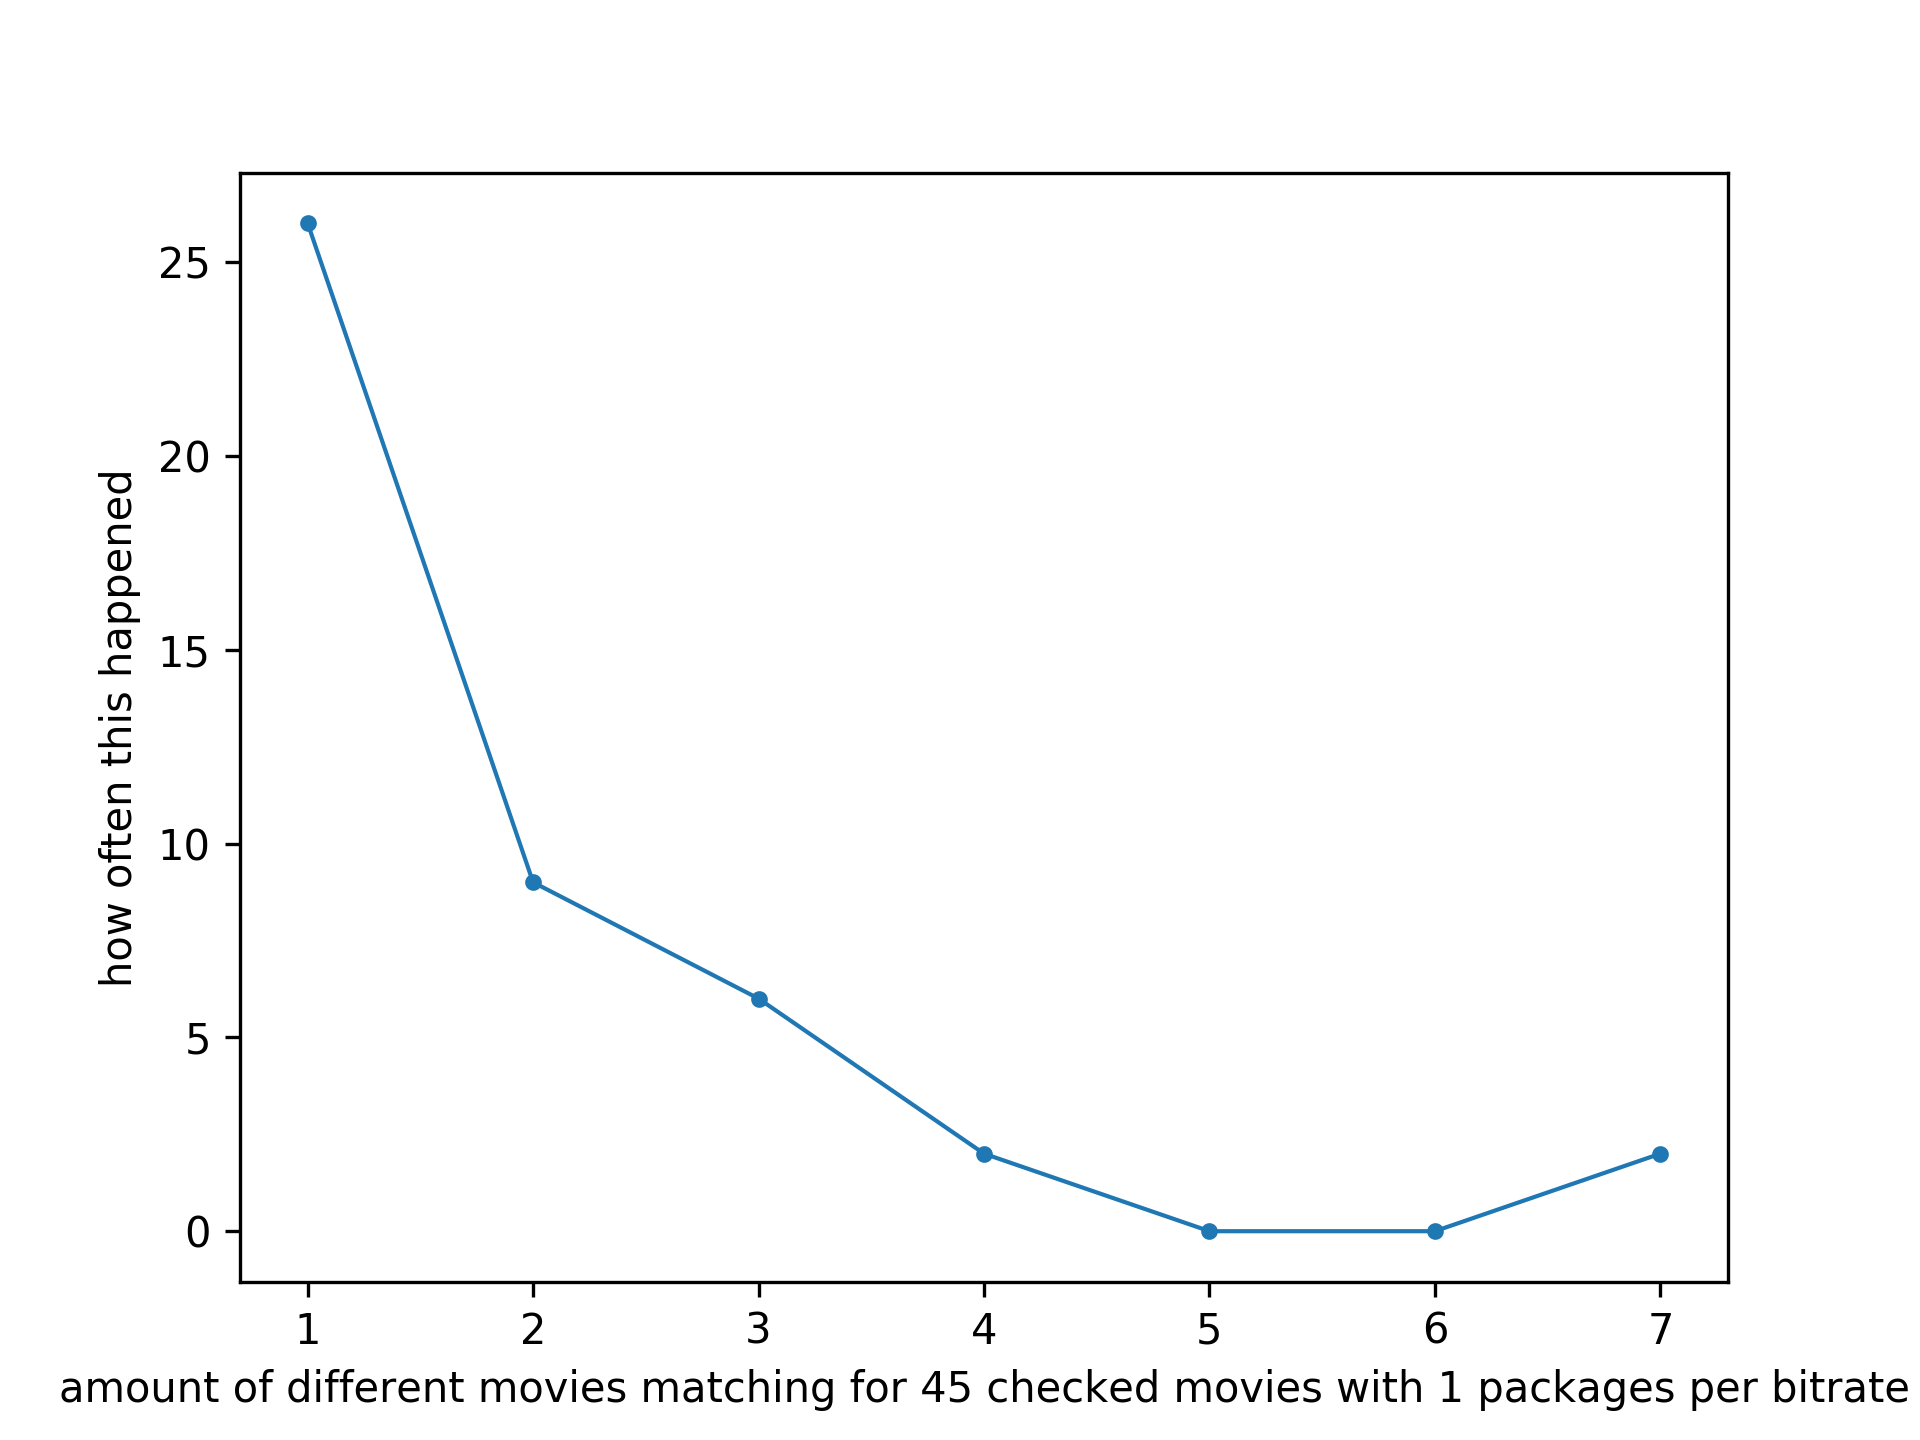 how often this happened
25
20
15
10
5
0
1 2 3 4 5 6 7
amount of different movies matching for 45 checked movies with 1 packages per bitrate